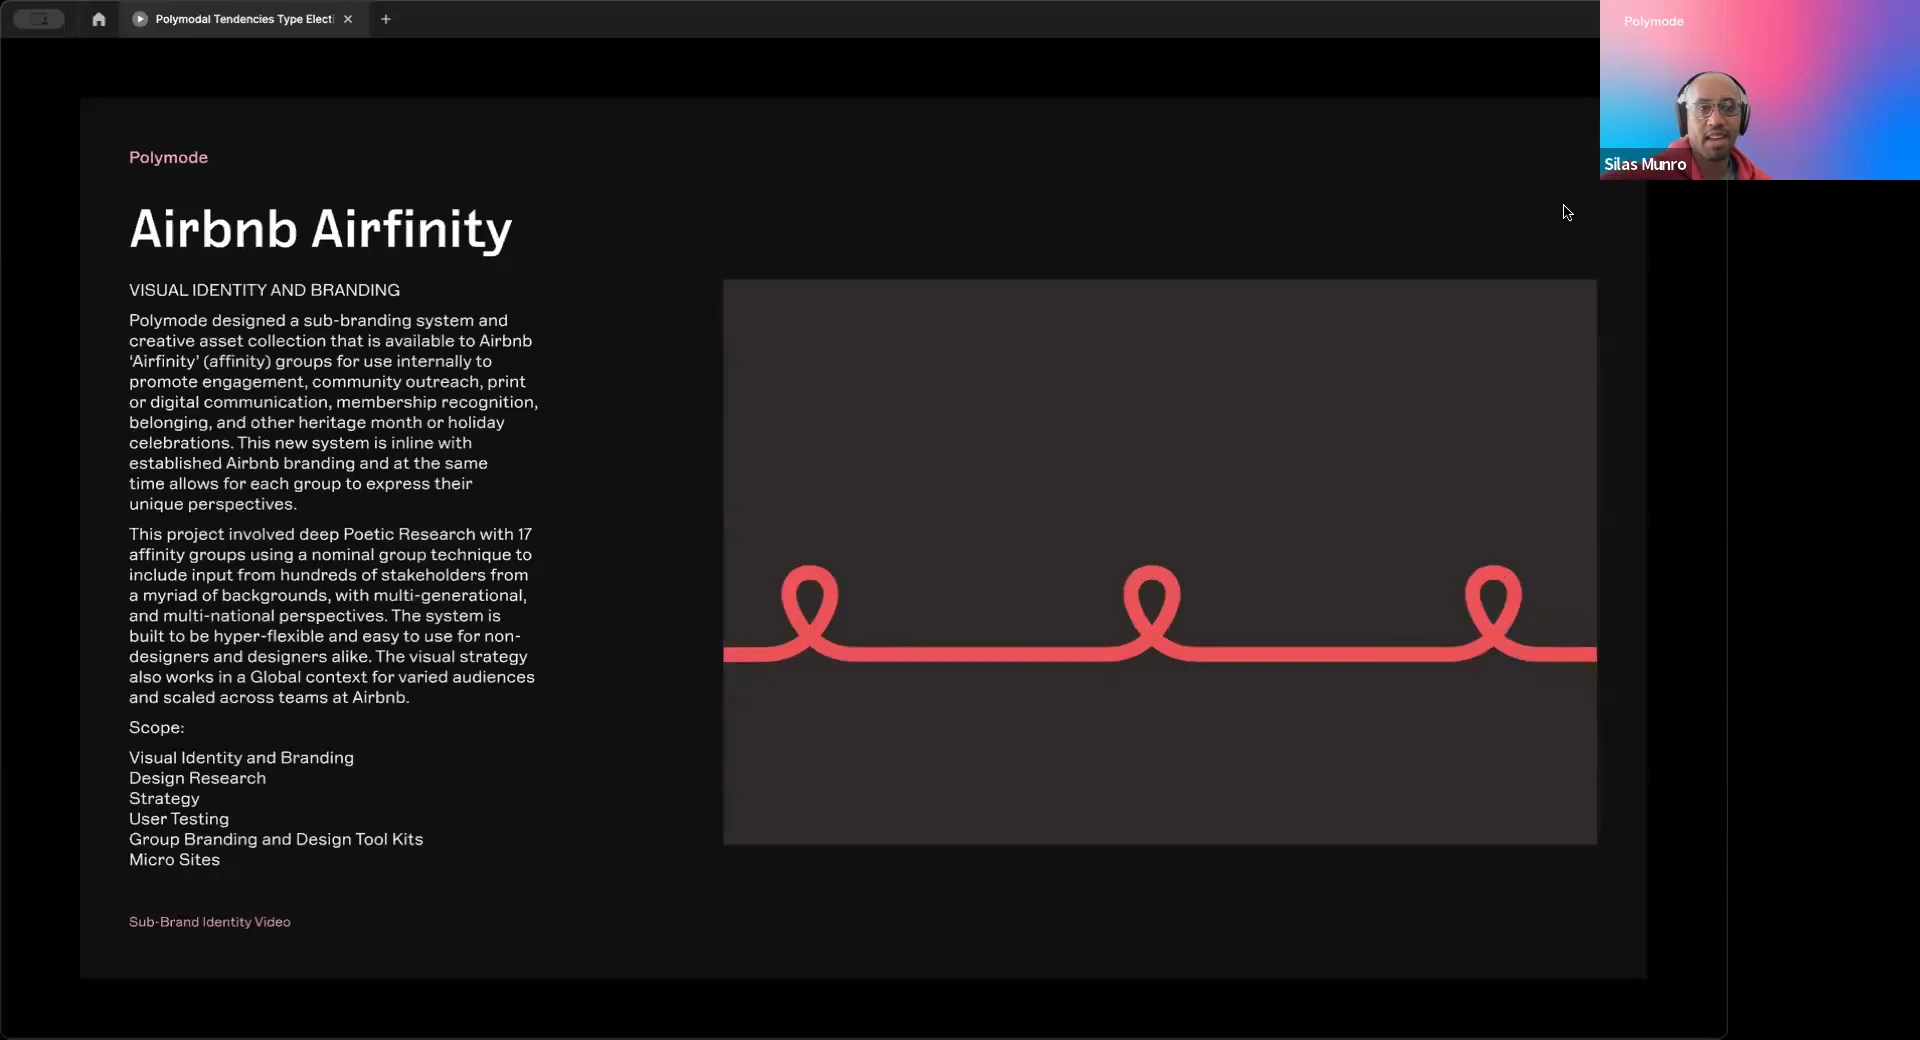 Polymodal Tendencies Type Electi
Polymode
Silas Munro
Polymode
Airbnb Airfinity
VISUAL IDENTITY AND BRANDING
Polymode designed a sub-branding system and
creative asset collection that is available to Airbnb
‘Airfinity’ (affinity) groups for use internally to
promote engagement, community outreach, print
or digital communication, membership recognition,
belonging, and other heritage month or holiday
celebrations. This new system is inline with
established Airbnb branding and at the same
time allows for each group to express their
unique perspectives.
This project involved deep Poetic Research with 17
affinity groups using a nominal group technique to
include input from hundreds of stakeholders from
a myriad of backgrounds, with multi-generational,
and multi-national perspectives. The system is
built to be hyper-flexible and easy to use for non-
designers and designers alike. The visual strategy
also works in a Global context for varied audiences
and scaled across teams at Airbnb.
Scope:
Visual Identity and Branding
Design Research
Strategy
User Testing
Group Branding and Design Tool Kits
Micro Sites
Sub-Brand Identity Video